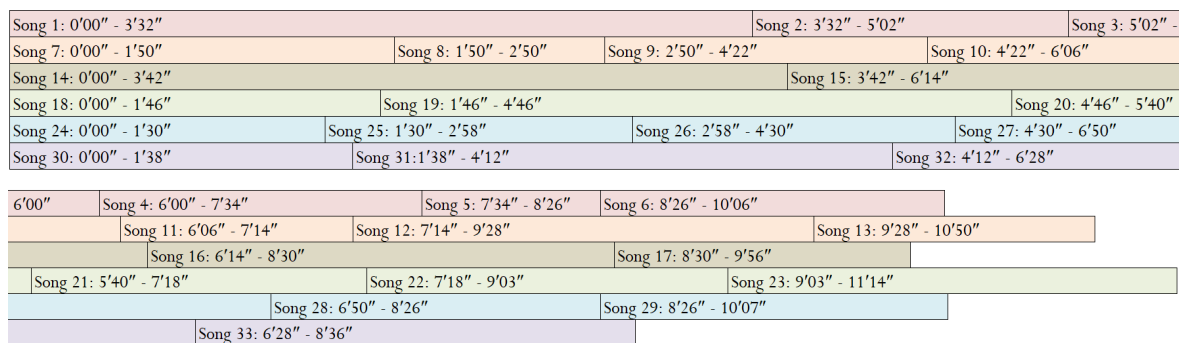 Song 1: 0′00″ - 3′32″ Song 2: 3′32″ - 5′02″ Song 3: 5′02″ -
Song 7: 0′00″ - 1′50″ Song 8: 1′50″ - 2′50″ Song 9: 2′50″ - 4′22″ Song 10: 4′22″ - 6′06″
Song 14: 0′00″ - 3′42″ Song 15: 3′42″ - 6′14″
Song 18: 0′00″ - 1′46″ Song 19: 1′46″ - 4′46″ Song 20: 4′46″ - 5′40″
Song 24: 0′00″ - 1′30″ Song 25: 1′30″ - 2′58″ Song 26: 2′58″ - 4′30″ Song 27: 4′30″ - 6′50″
Song 30: 0′00″ - 1′38″ Song 31:1′38″ - 4′12″ Song 32: 4′12″ - 6′28″
6′00″ Song 4: 6′00″ - 7′34″ Song 5: 7′34″ - 8′26″ Song 6: 8′26″ - 10′06″
Song 11: 6′06″ - 7′14″ Song 12: 7′14″ - 9′28″ Song 13: 9′28″ - 10′50″
Song 16: 6′14″ - 8′30″ Song 17: 8′30″ - 9′56″
Song 21: 5′40″ - 7′18″ Song 22: 7′18″ - 9′03″ Song 23: 9′03″ - 11′14″
Song 28: 6′50″ - 8′26″ Song 29: 8′26″ - 10′07″
Song 33: 6′28″ - 8′36″